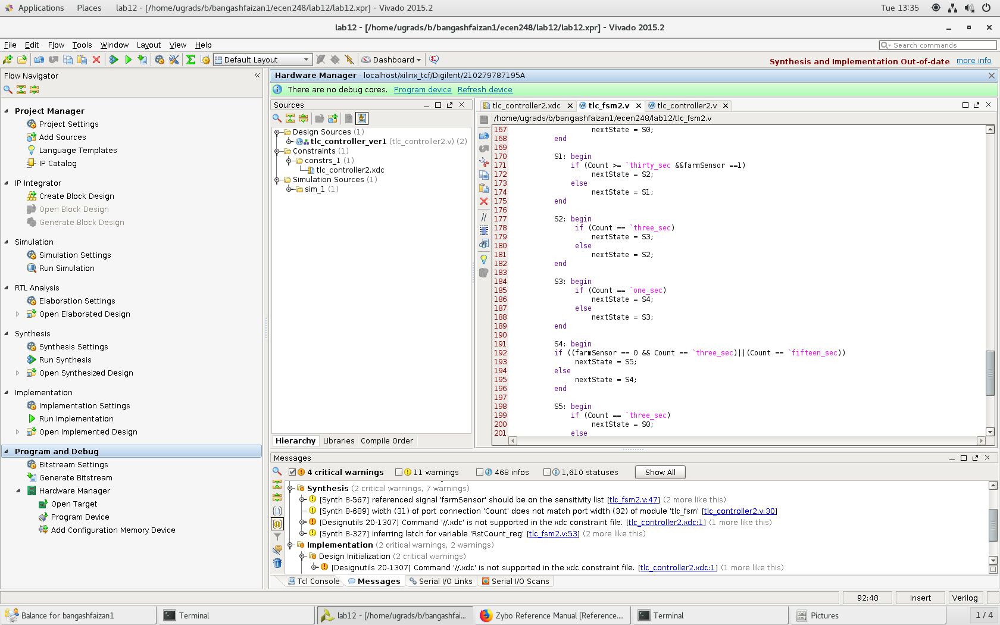 Applications Places lab12 - [/home/ugrads/b/bangashfaizan1/ecen248/lab12/lab12.xpr] - Vivado 2015.2 Tue 13:35
lab12 - [/home/ugrads/b/bangashfaizan1/ecen248/lab12/lab12.xpr] - Vivado 2015.2
File Edit Flow Tools Window Layout View Help Search commands
Default Layout Dashboard Synthesis and Implementation Out-of-date more info
Flow Navigator
Project Manager
Project Settings
Add Sources
Language Templates
IP Catalog
IP Integrator
Create Block Design
Open Block Design
Generate Block Design
Simulation
Simulation Settings
Run Simulation
RTL Analysis
Elaboration Settings
Open Elaborated Design
Synthesis
Synthesis Settings
Run Synthesis
Open Synthesized Design
Implementation
Implementation Settings
Run Implementation
Open Implemented Design
Program and Debug
Bitstream Settings
Generate Bitstream
Hardware Manager
Open Target
Program Device
Add Configuration Memory Device
Hardware Manager - localhost/xilinx_tcf/Digilent/210279787195A
There are no debug cores. Program device Refresh device
Sources
Design Sources (1)
tlc_controller_ver1 (tlc_controller2.v) (2)
Constraints (1)
constrs_1 (1)
tlc_controller2.xdc
Simulation Sources (1)
sim_1 (1)
Hierarchy Libraries Compile Order
tlc_controller2.xdc tlc_fsm2.v tlc_controller2.v
/home/ugrads/b/bangashfaizan1/ecen248/lab12/tlc_fsm2.v
167 nextState = S0;
168 end
169
170 S1: begin
171 if (Count >= `thirty_sec &&farmSensor ==1)
172 nextState = S2;
173 else
174 nextState = S1;
175 end
176
177 S2: begin
178 if (Count == `three_sec)
179 nextState = S3;
180 else
181 nextState = S2;
182 end
183
184 S3: begin
185 if (Count == `one_sec)
186 nextState = S4;
187 else
188 nextState = S3;
189 end
190
191 S4: begin
192 if ((farmSensor == 0 && Count == `three_sec)||(Count == `fifteen_sec))
193 nextState = S5;
194 else
195 nextState = S4;
196 end
197
198 S5: begin
199 if (Count == `three_sec)
200 nextState = S0;
201 else
Messages
4 critical warnings 11 warnings 468 infos 1,610 statuses Show All
Synthesis (2 critical warnings, 7 warnings)
[Synth 8-567] referenced signal 'farmSensor' should be on the sensitivity list [tlc_fsm2.v:47] (2 more like this)
[Synth 8-689] width (31) of port connection 'Count' does not match port width (32) of module 'tlc_fsm' [tlc_controller2.v:30]
[Designutils 20-1307] Command '//.xdc' is not supported in the xdc constraint file. [tlc_controller2.xdc:1] (1 more like this)
[Synth 8-327] inferring latch for variable 'RstCount_reg' [tlc_fsm2.v:53] (2 more like this)
Implementation (2 critical warnings, 2 warnings)
Design Initialization (2 critical warnings)
[Designutils 20-1307] Command '//.xdc' is not supported in the xdc constraint file. [tlc_controller2.xdc:1] (1 more like this)
Tcl Console Messages Serial I/O Links Serial I/O Scans
92:48 Insert Verilog
Balance for bangashfaizan1 Terminal lab12 - [/home/ugrads/b/bangashfai... Zybo Reference Manual [Reference.... Terminal Pictures 1 / 4